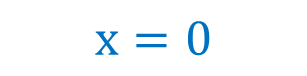 x = 0